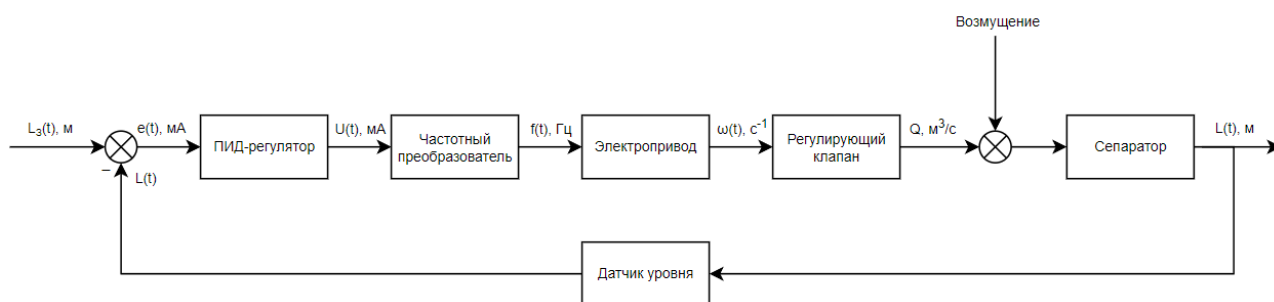 Возмущение
L₃(t), м
e(t), мА
ПИД-регулятор
U(t), мА
Частотный
преобразователь
f(t), Гц
Электропривод
ω(t), с⁻¹
Регулирующий
клапан
Q, м³/с
Сепаратор
L(t), м
–
L(t)
Датчик уровня